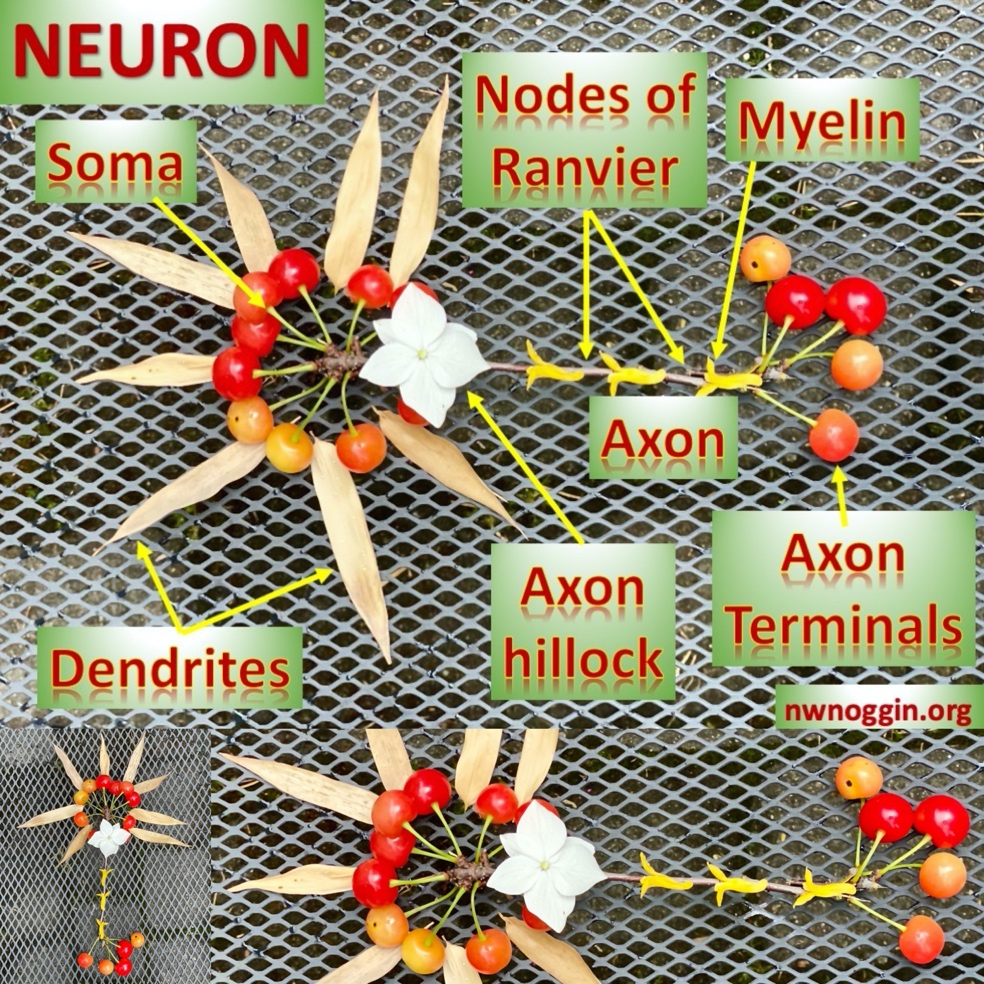 NEURON
Soma
Nodes of
Ranvier
Myelin
Axon
Dendrites
Axon
hillock
Axon
Terminals
nwnoggin.org